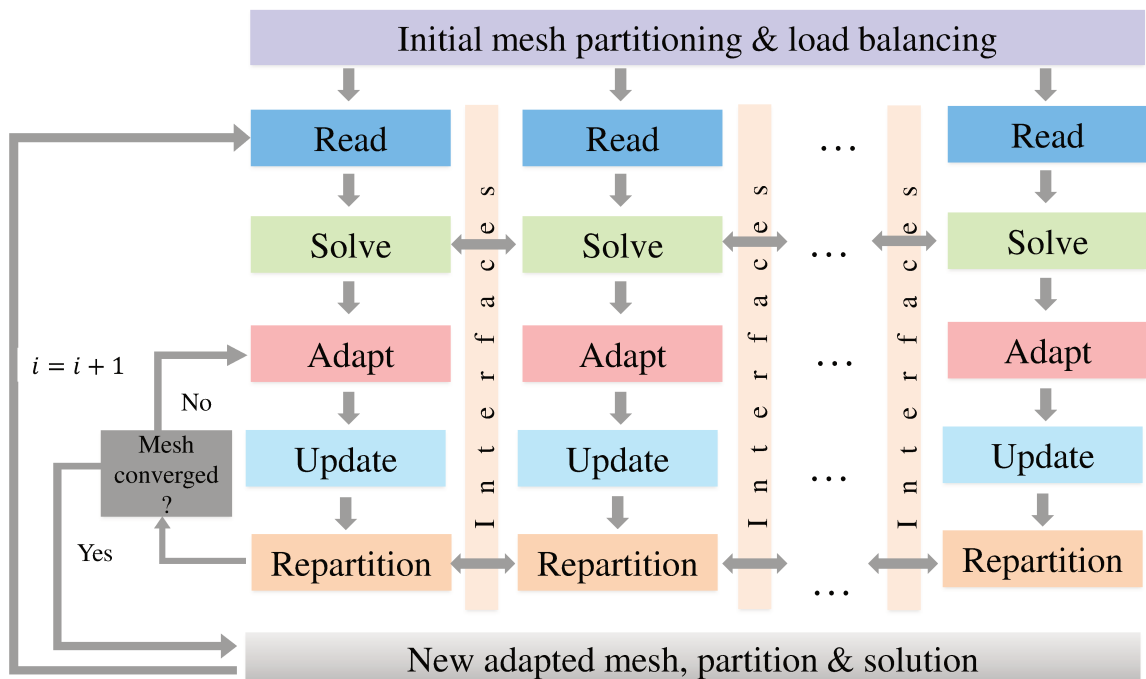 Initial mesh partitioning & load balancing
Read
Read
...
Read
Solve
Solve
...
Solve
Adapt
Adapt
...
Adapt
Update
Update
...
Update
Repartition
Repartition
...
Repartition
Interfaces
Interfaces
Interfaces
i = i + 1
No
Mesh
converged
?
Yes
New adapted mesh, partition & solution